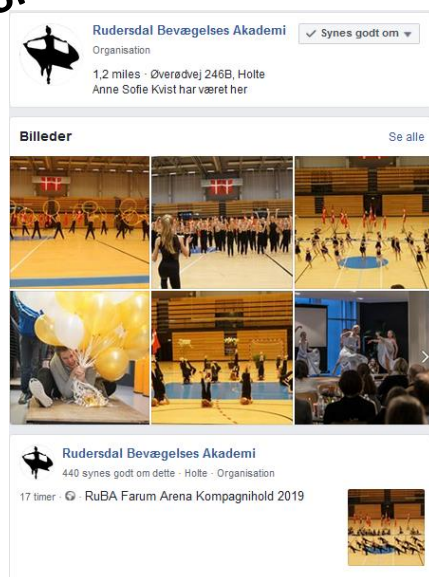 Rudersdal Bevægelses Akademi
Synes godt om
Organisation
1,2 miles · Øverødvej 246B, Holte
Anne Sofie Kvist har været her
Billeder
Se alle
Rudersdal Bevægelses Akademi
440 synes godt om dette · Holte · Organisation
17 timer · RuBA Farum Arena Kompagnihold 2019